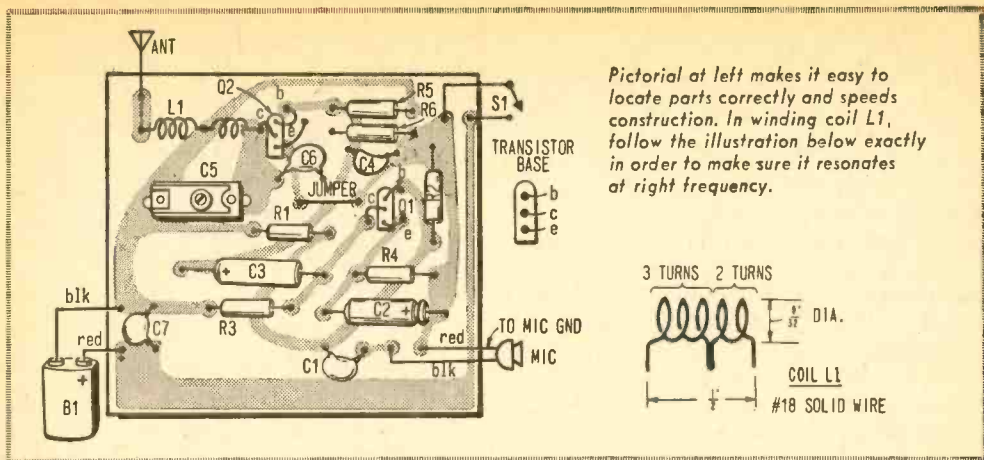 ANT
Q2
b
c
e
L1
R5
R6
S1
C5
C6
C4
JUMPER
b
c
Q1
e
R2
R1
TRANSISTOR
BASE
b
c
e
C3
R4
R3
C2
+
+
blk
red
C7
B1
+
C1
red
blk
TO MIC GND
MIC
Pictorial at left makes it easy to
locate parts correctly and speeds
construction. In winding coil L1,
follow the illustration below exactly
in order to make sure it resonates
at right frequency.
3 TURNS
2 TURNS
DIA.
COIL L1
#18 SOLID WIRE